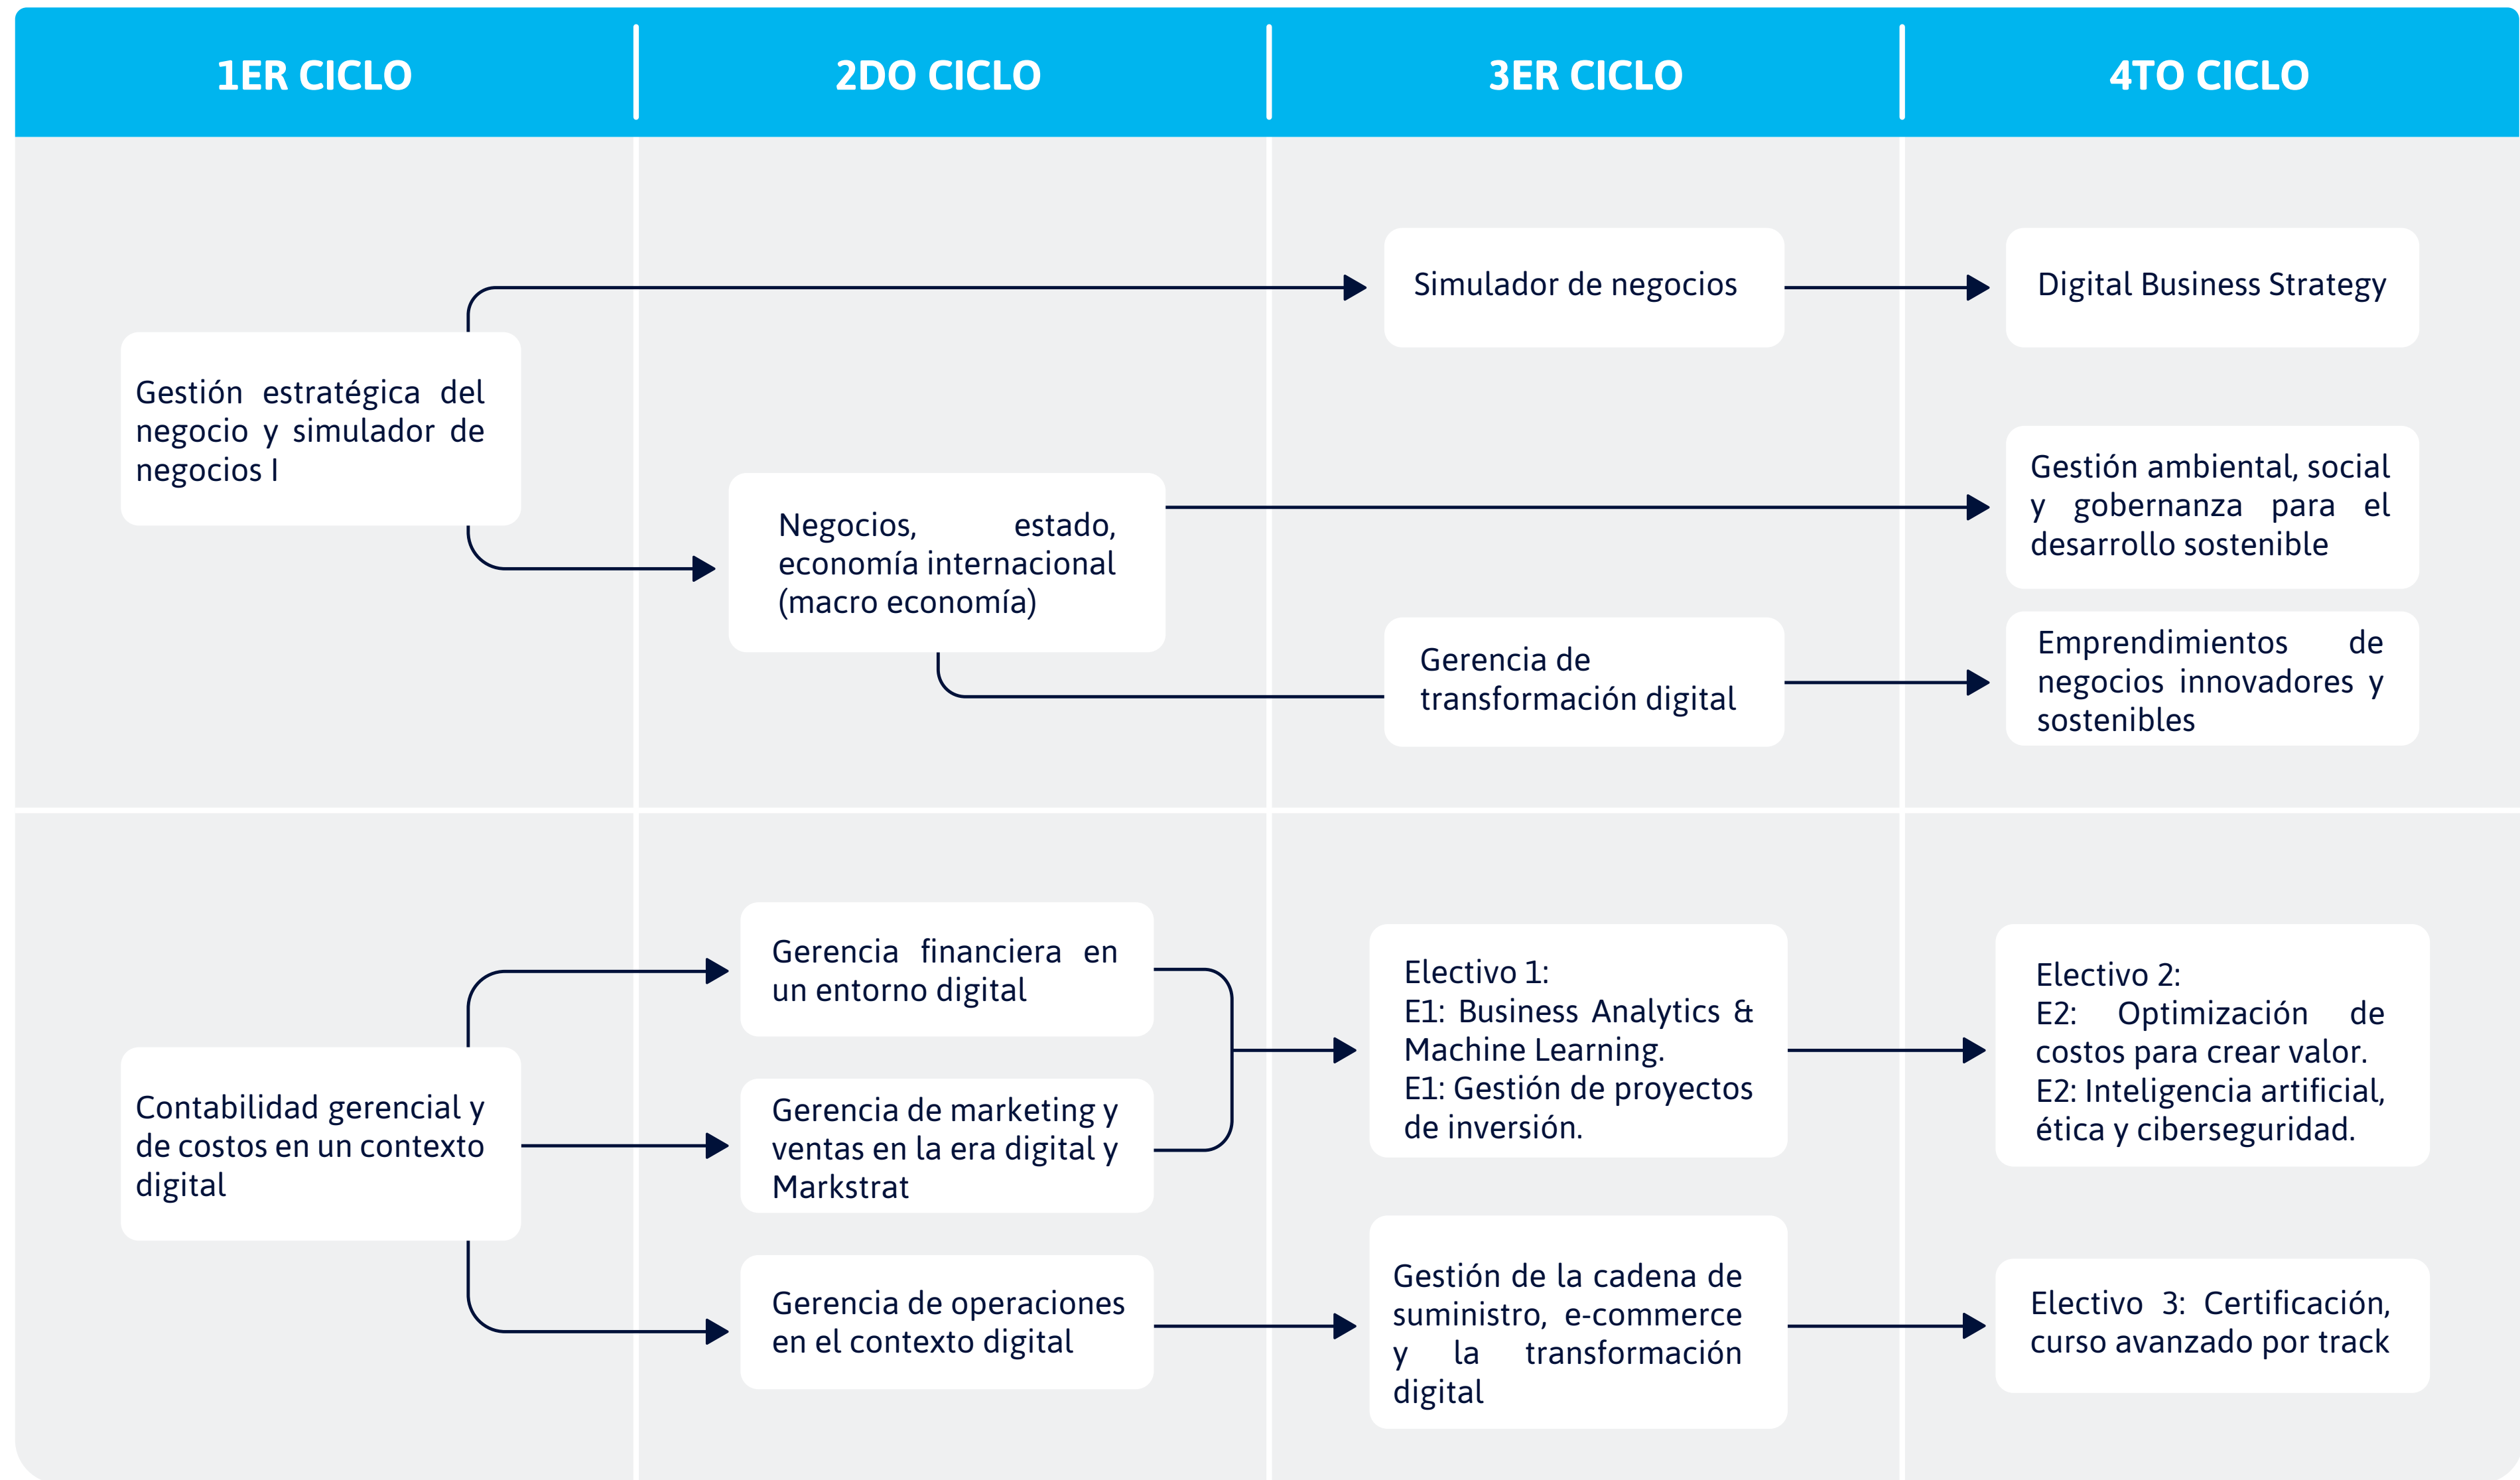 1ER CICLO
2DO CICLO
3ER CICLO
4TO CICLO
Gestión estratégica del
negocio y simulador de
negocios I
Negocios, estado,
economía internacional
(macro economía)
Simulador de negocios
Gerencia de
transformación digital
Digital Business Strategy
Gestión ambiental, social
y gobernanza para el
desarrollo sostenible
Emprendimientos de
negocios innovadores y
sostenibles
Contabilidad gerencial y
de costos en un contexto
digital
Gerencia financiera en
un entorno digital
Gerencia de marketing y
ventas en la era digital y
Markstrat
Gerencia de operaciones
en el contexto digital
Electivo 1:
E1: Business Analytics &
Machine Learning.
E1: Gestión de proyectos
de inversión.
Gestión de la cadena de
suministro, e-commerce
y la transformación
digital
Electivo 2:
E2: Optimización de
costos para crear valor.
E2: Inteligencia artificial,
ética y ciberseguridad.
Electivo 3: Certificación,
curso avanzado por track